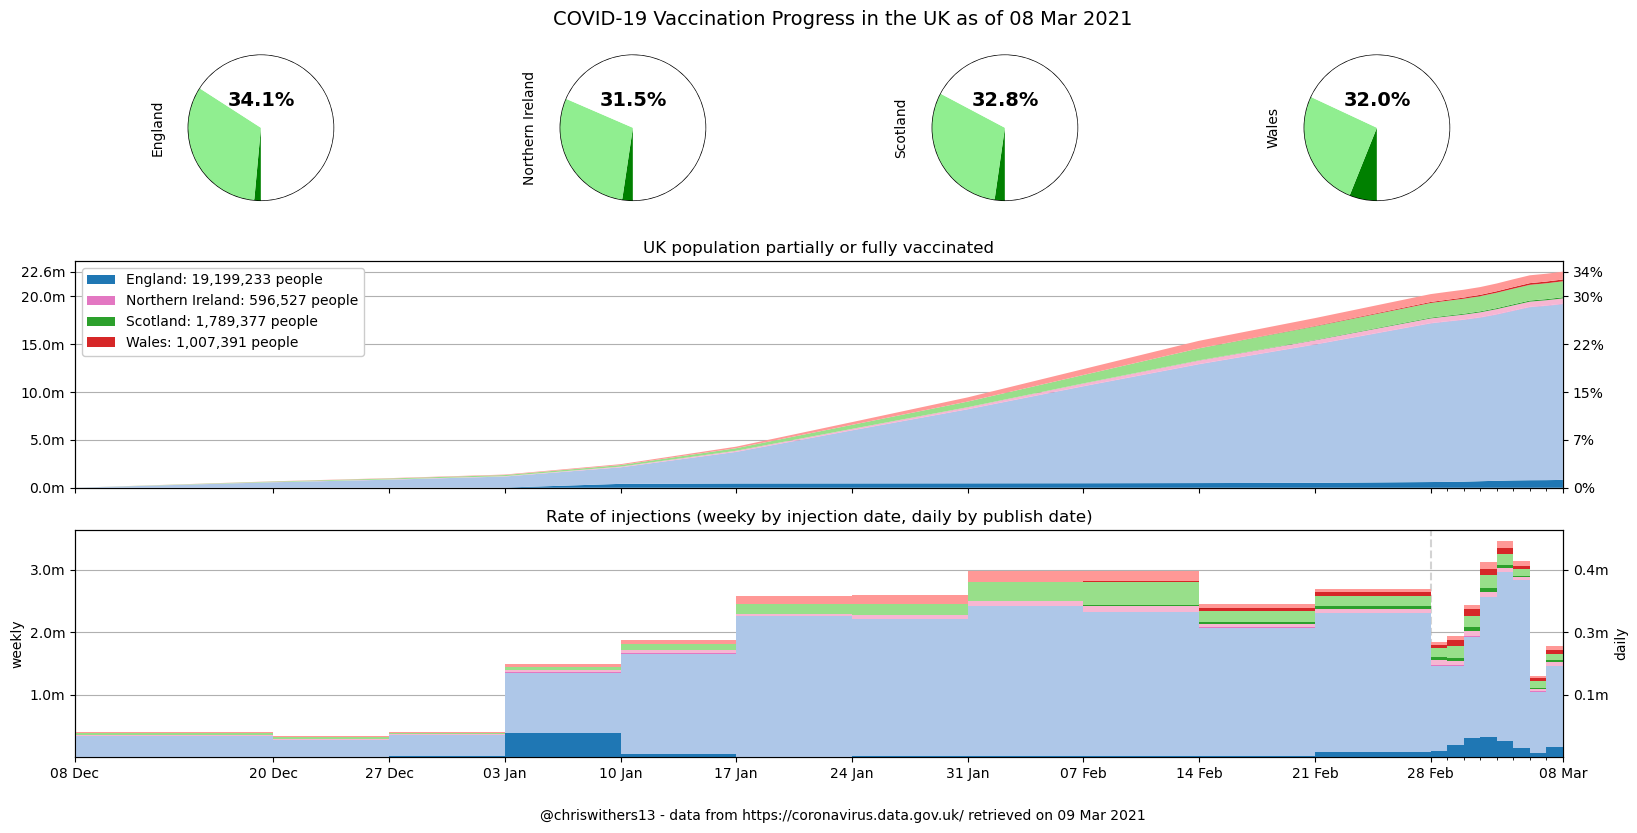 COVID-19 Vaccination Progress in the UK as of 08 Mar 2021
England
34.1%
Northern Ireland
31.5%
Scotland
32.8%
Wales
32.0%
UK population partially or fully vaccinated
England: 19,199,233 people
Northern Ireland: 596,527 people
Scotland: 1,789,377 people
Wales: 1,007,391 people
22.6m
20.0m
15.0m
10.0m
5.0m
0.0m
34%
30%
22%
15%
7%
0%
Rate of injections (weeky by injection date, daily by publish date)
weekly
3.0m
2.0m
1.0m
0.4m
0.3m
0.1m
daily
08 Dec 20 Dec 27 Dec 03 Jan 10 Jan 17 Jan 24 Jan 31 Jan 07 Feb 14 Feb 21 Feb 28 Feb 08 Mar
@chriswithers13 - data from https://coronavirus.data.gov.uk/ retrieved on 09 Mar 2021